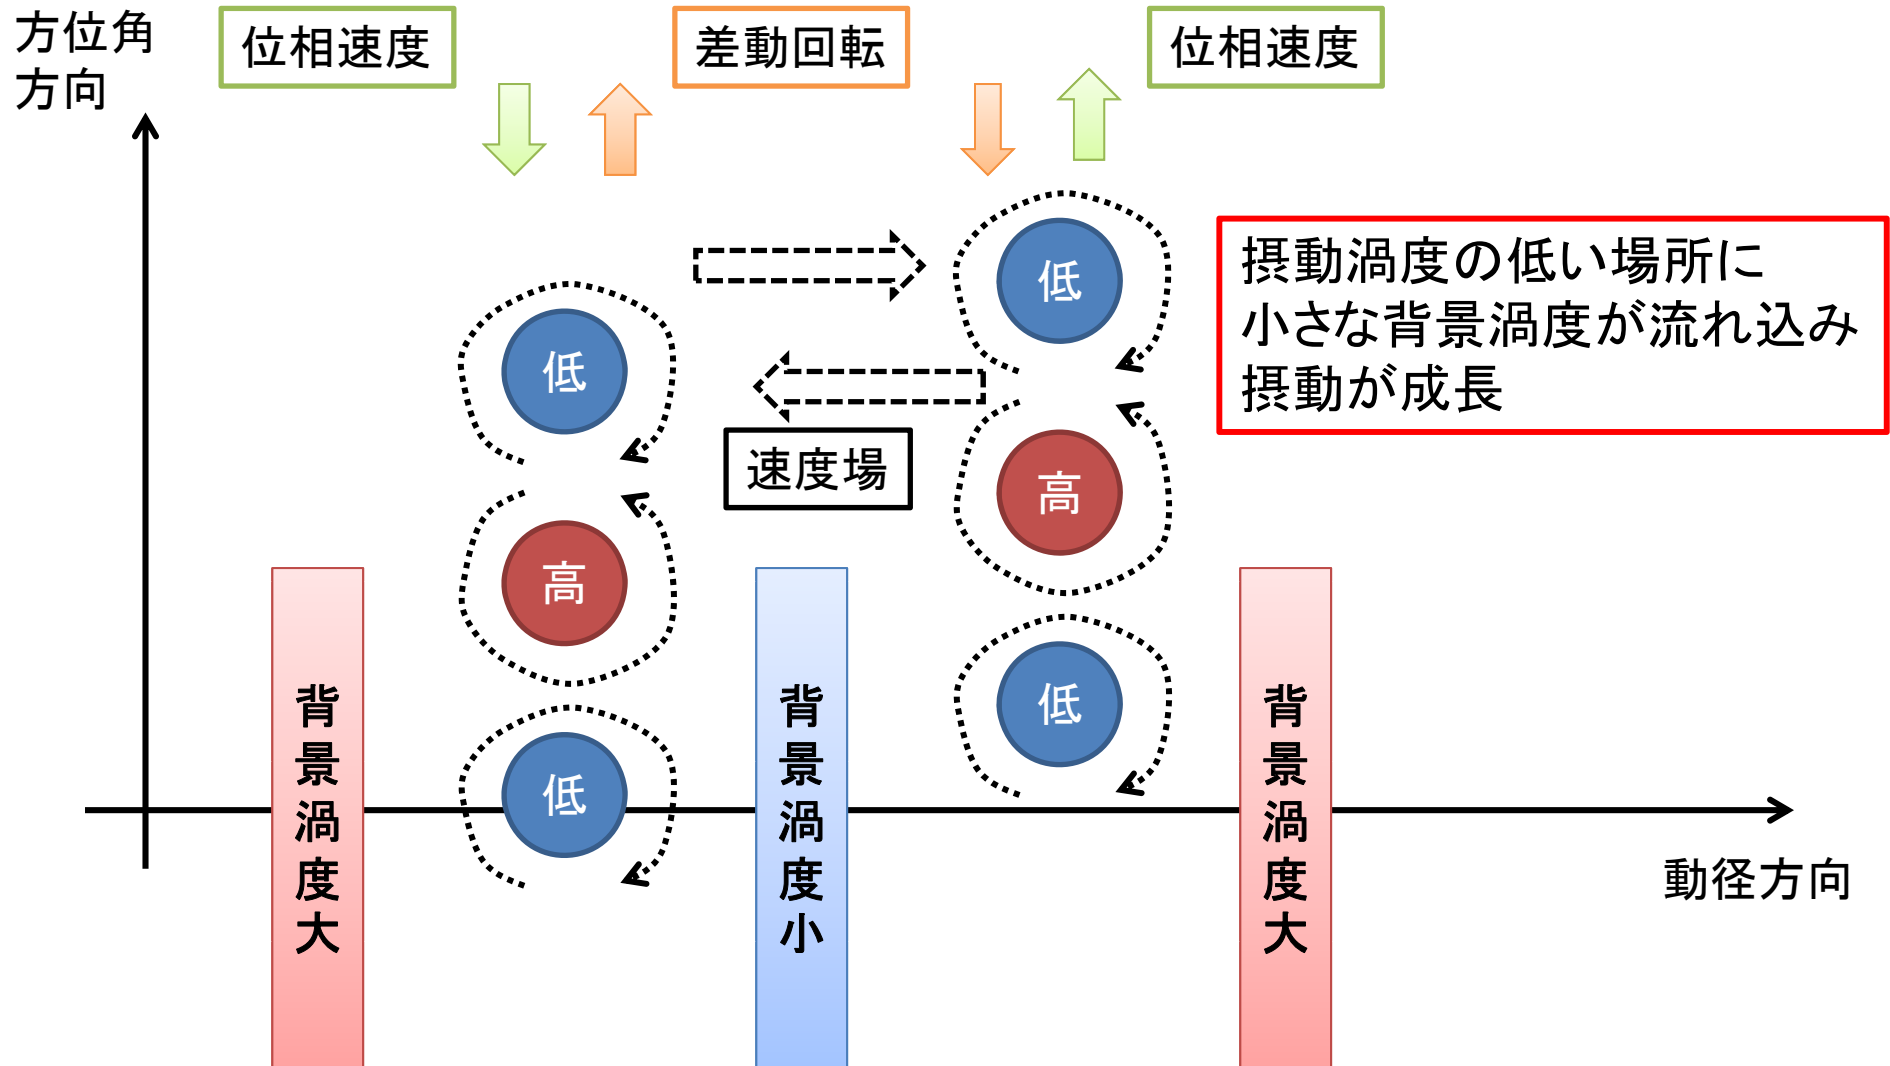 方位角
方向
位相速度
差動回転
位相速度
低
低
摂動渦度の低い場所に
小さな背景渦度が流れ込み
摂動が成長
速度場
高
高
低
低
背景渦度大
背景渦度小
背景渦度大
動径方向